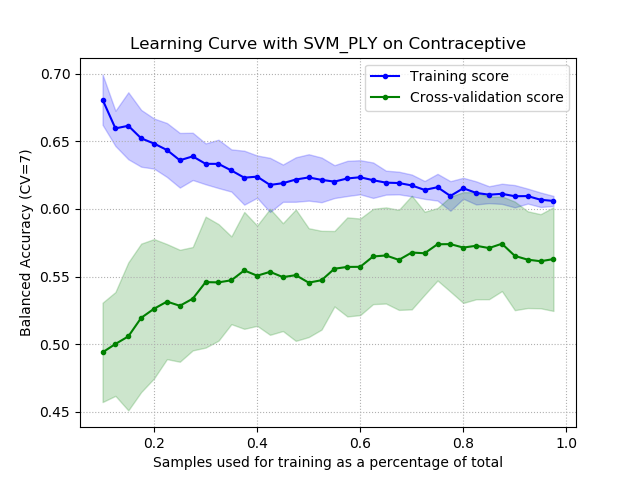 Learning Curve with SVM_PLY on Contraceptive
Training score
Cross-validation score
Balanced Accuracy (CV=7)
0.70
0.65
0.60
0.55
0.50
0.45
0.2 0.4 0.6 0.8 1.0
Samples used for training as a percentage of total